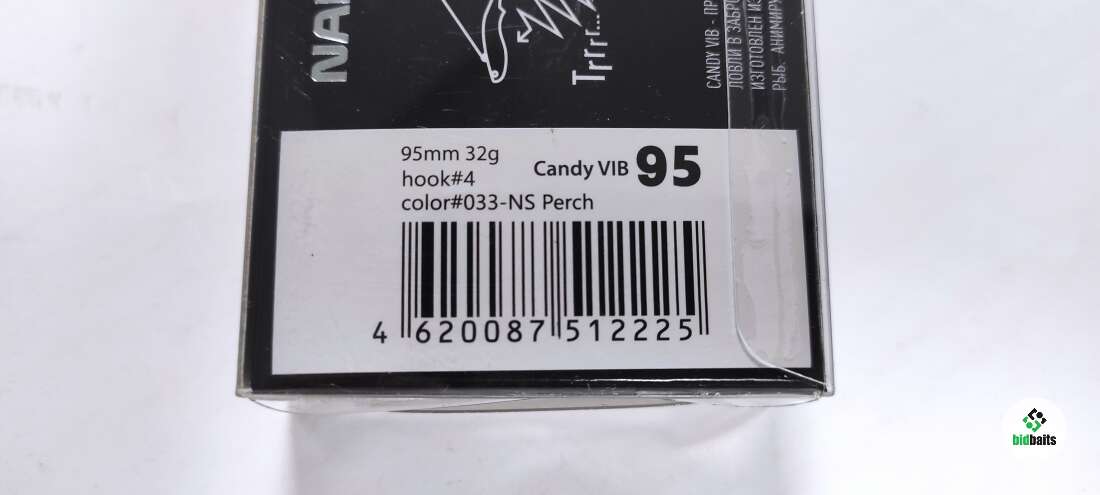 Trrr...
CANDY VIB - ПР
ЛОВЛИ В ЗАБРО
ИЗГОТОВЛЕН ИЗ
РЫБ. АНИМИРУ
95mm 32g
hook#4
color#033-NS Perch
Candy VIB 95
4 620087 512225
bidbaits